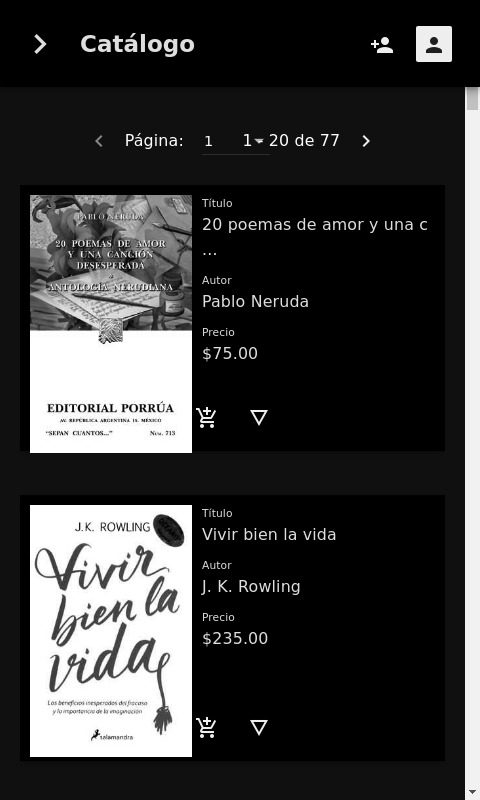 Catálogo
Página: 1 1 - 20 de 77
PABLO NERUDA
20 POEMAS DE AMOR
Y UNA CANCIÓN
DESESPERADA
&
ANTOLOGÍA NERUDIANA
EDITORIAL PORRÚA
AV. REPÚBLICA ARGENTINA 15. MÉXICO
"SEPAN CUANTOS..." NÚM. 713
Título
20 poemas de amor y una c
...
Autor
Pablo Neruda
Precio
$75.00
J.K. ROWLING
Vivir
bien la
vida
Los beneficios inesperados del fracaso
y la importancia de la imaginación
salamandra
Título
Vivir bien la vida
Autor
J. K. Rowling
Precio
$235.00